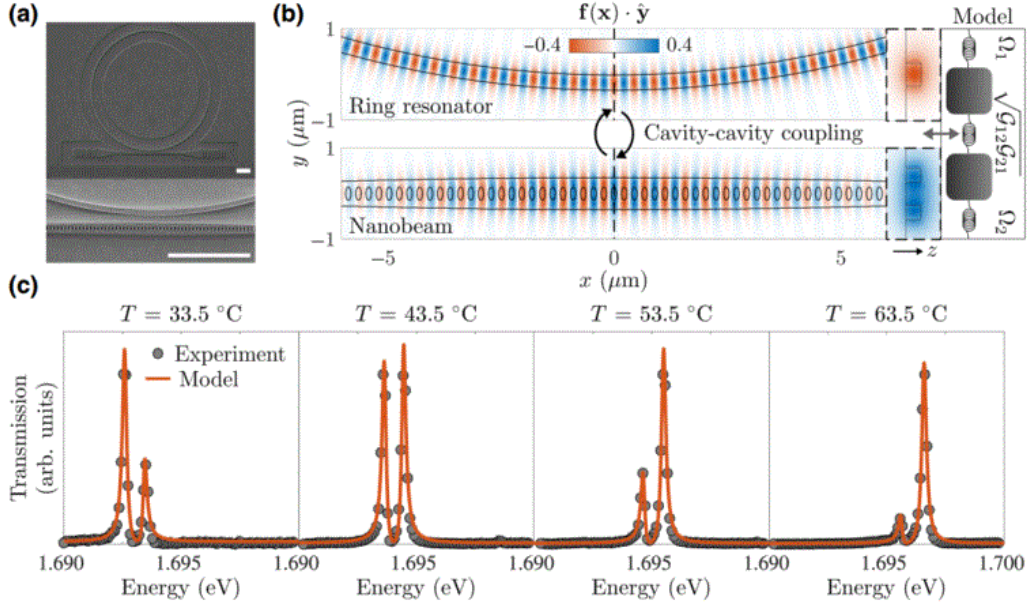 (a)
(b)
f(x) · ŷ
Model
1
−0.4
0.4
Ring resonator
−1
Cavity-cavity coupling
y (μm)
1
Nanobeam
−1
−5
0
5
x (μm)
z
Ω₁
√𝒢₁₂𝒢₂₁
Ω₂
(c)
T = 33.5 °C
T = 43.5 °C
T = 53.5 °C
T = 63.5 °C
Experiment
Model
Transmission
(arb. units)
1.690
1.695
1.690
1.695
1.690
1.695
1.690
1.695
1.700
Energy (eV)
Energy (eV)
Energy (eV)
Energy (eV)